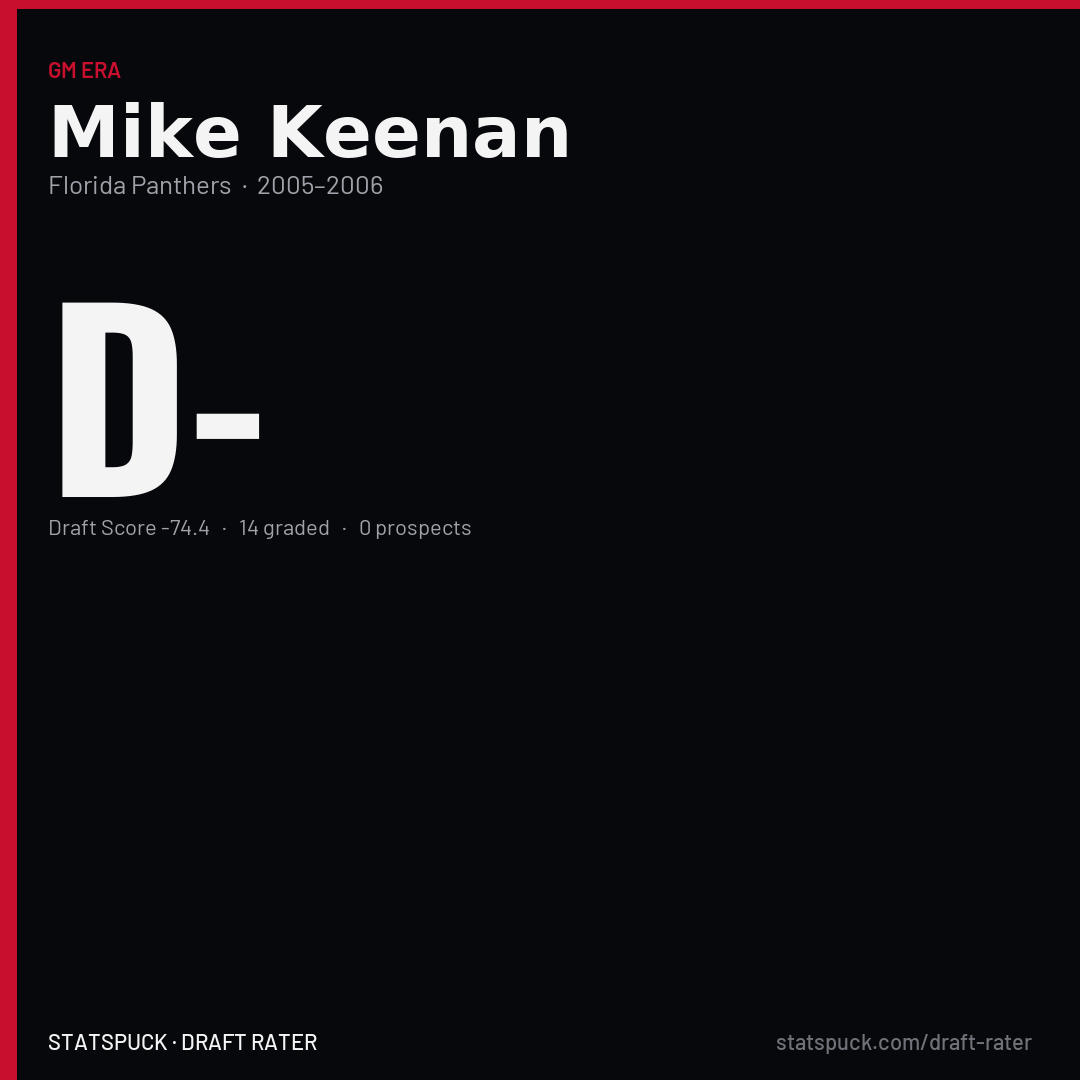 GM ERA
Mike Keenan
Florida Panthers · 2005–2006
D-
Draft Score -74.4 · 14 graded · 0 prospects
STATSPUCK · DRAFT RATER
statspuck.com/draft-rater